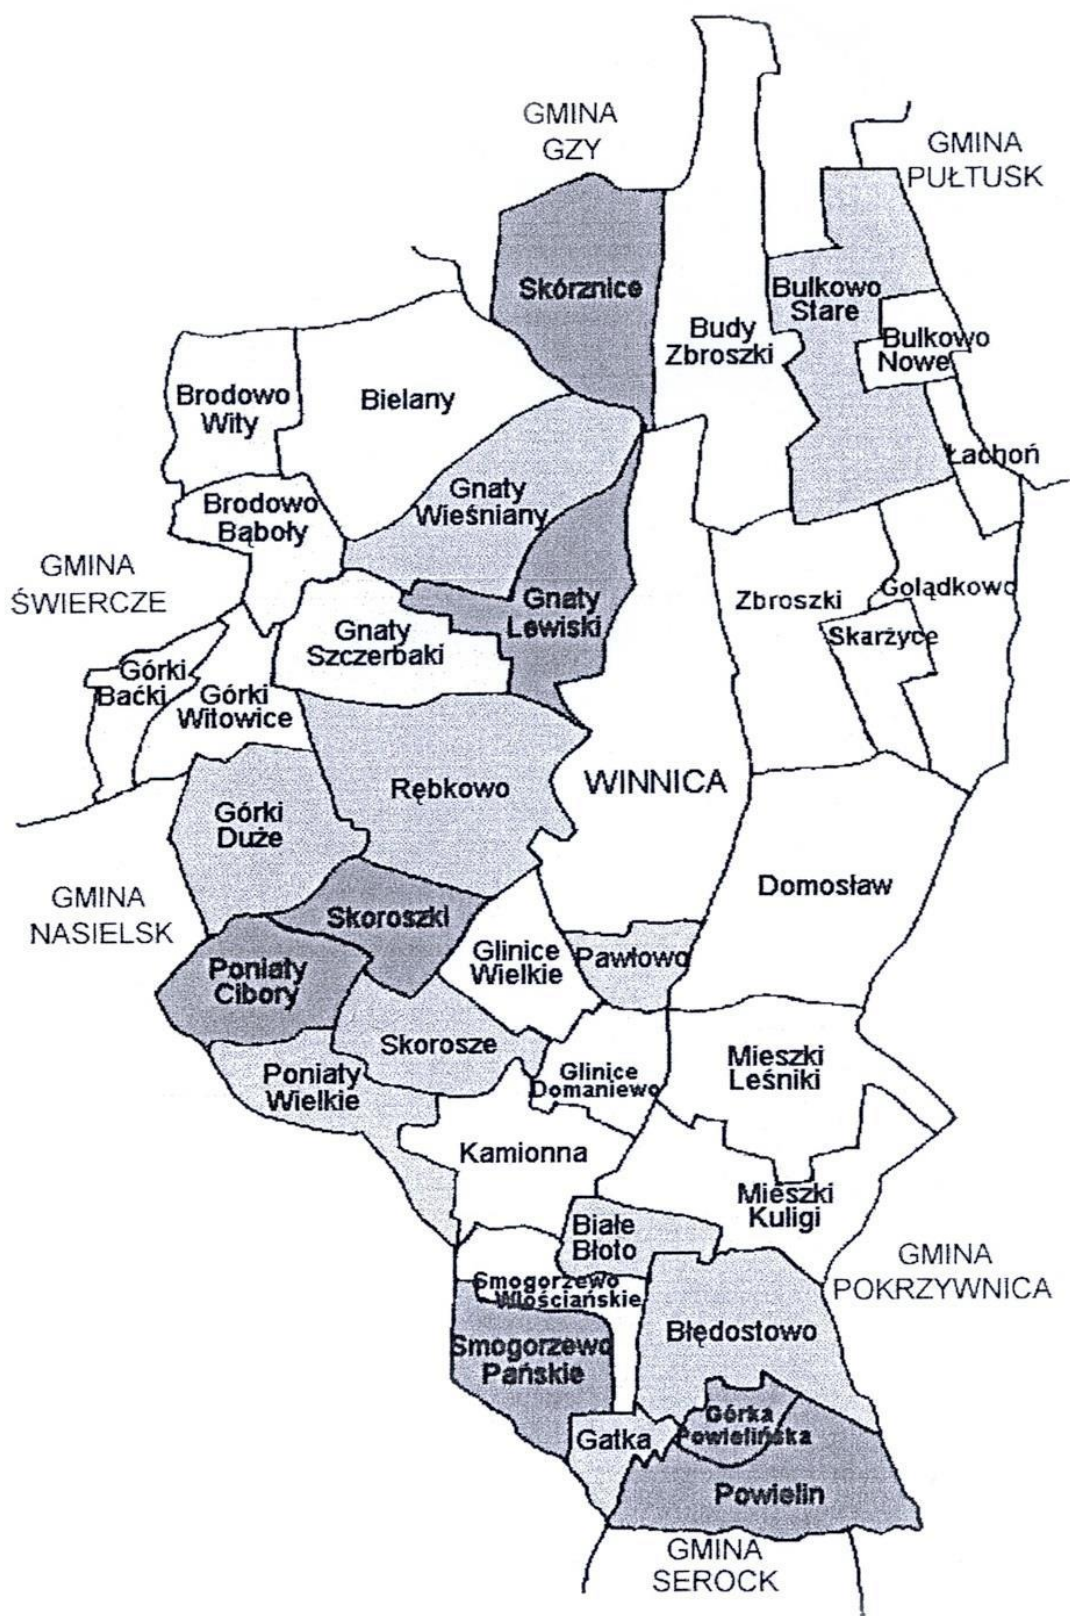 GMINA
GZY
GMINA
PUŁTUSK
Skórznice
Bulkowo
Stare
Budy
Zbroszki
Bulkowo
Nowe
Brodowo
Wity
Bielany
Łachoń
Gnaty
Wieśniany
Brodowo
Bąboły
GMINA
ŚWIERCZE
Gnaty
Lewiski
Zbroszki
Golądkowo
Skarżyce
Gnaty
Szczerbaki
Górki
Baćki
Górki
Witowice
Rębkowo
WINNICA
Górki
Duże
Domosław
GMINA
NASIELSK
Skoroszki
Glinice
Wielkie
Pawłowo
Poniaty
Cibory
Skorosze
Mieszki
Leśniki
Poniaty
Wielkie
Glinice
Domaniewo
Kamionna
Mieszki
Kuligi
Białe
Błoto
GMINA
POKRZYWNICA
Smogorzewo
Włościańskie
Błędostowo
Smogorzewo
Pańskie
Górka
Powielińska
Gatka
Powielin
GMINA
SEROCK